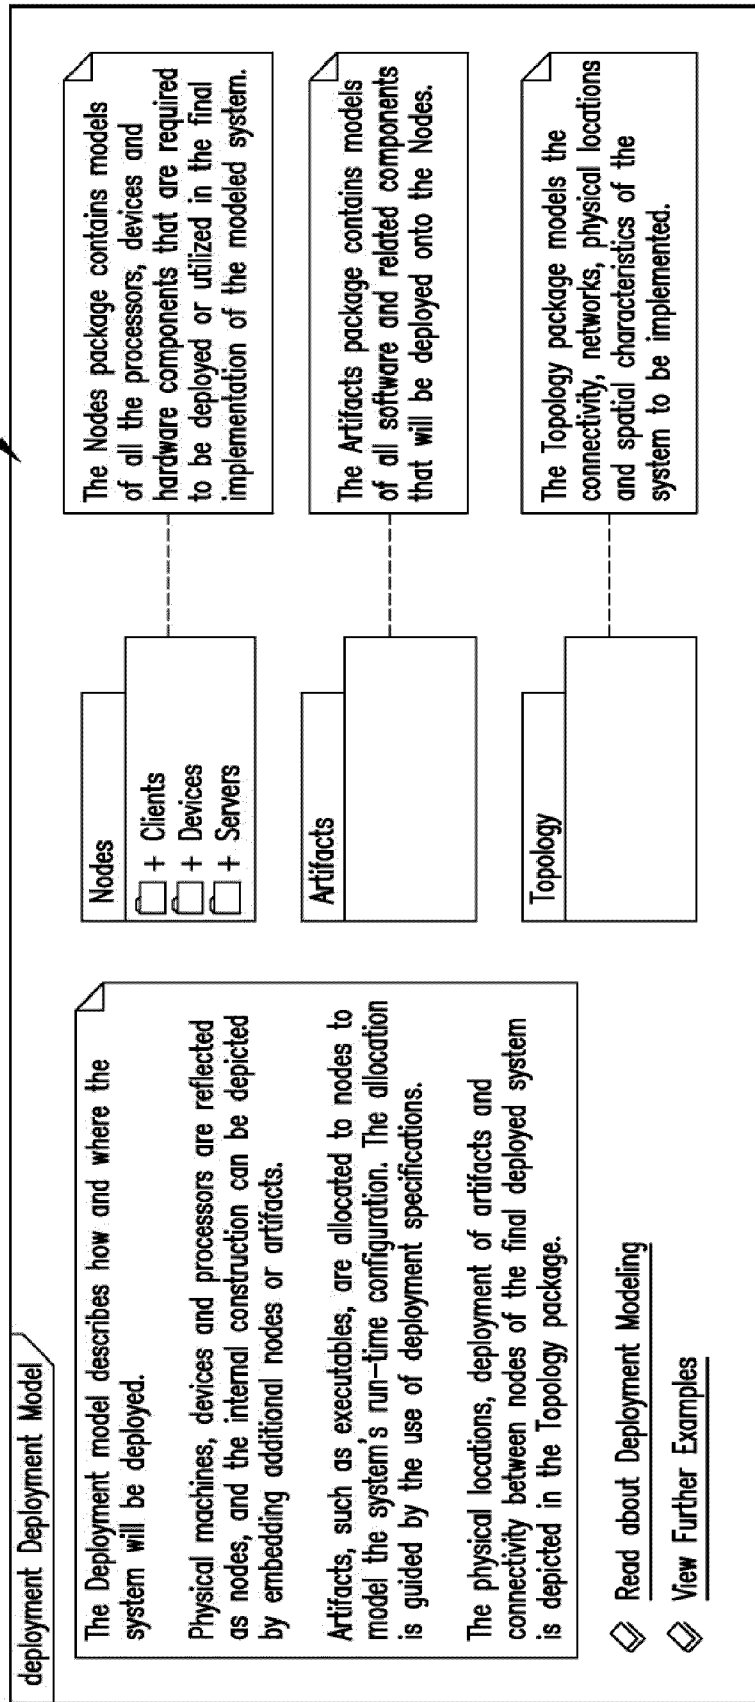 deployment Deployment Model
The Deployment model describes how and where the
system will be deployed.
Physical machines, devices and processors are reflected
as nodes, and the internal construction can be depicted
by embedding additional nodes or artifacts.
Artifacts, such as executables, are allocated to nodes to
model the system's run-time configuration. The allocation
is guided by the use of deployment specifications.
The physical locations, deployment of artifacts and
connectivity between nodes of the final deployed system
is depicted in the Topology package.
Read about Deployment Modeling
View Further Examples
Nodes
+ Clients
+ Devices
+ Servers
The Nodes package contains models
of all the processors, devices and
hardware components that are required
to be deployed or utilized in the final
implementation of the modeled system.
Artifacts
The Artifacts package contains models
of all software and related components
that will be deployed onto the Nodes.
Topology
The Topology package models the
connectivity, networks, physical locations
and spatial characteristics of the
system to be implemented.